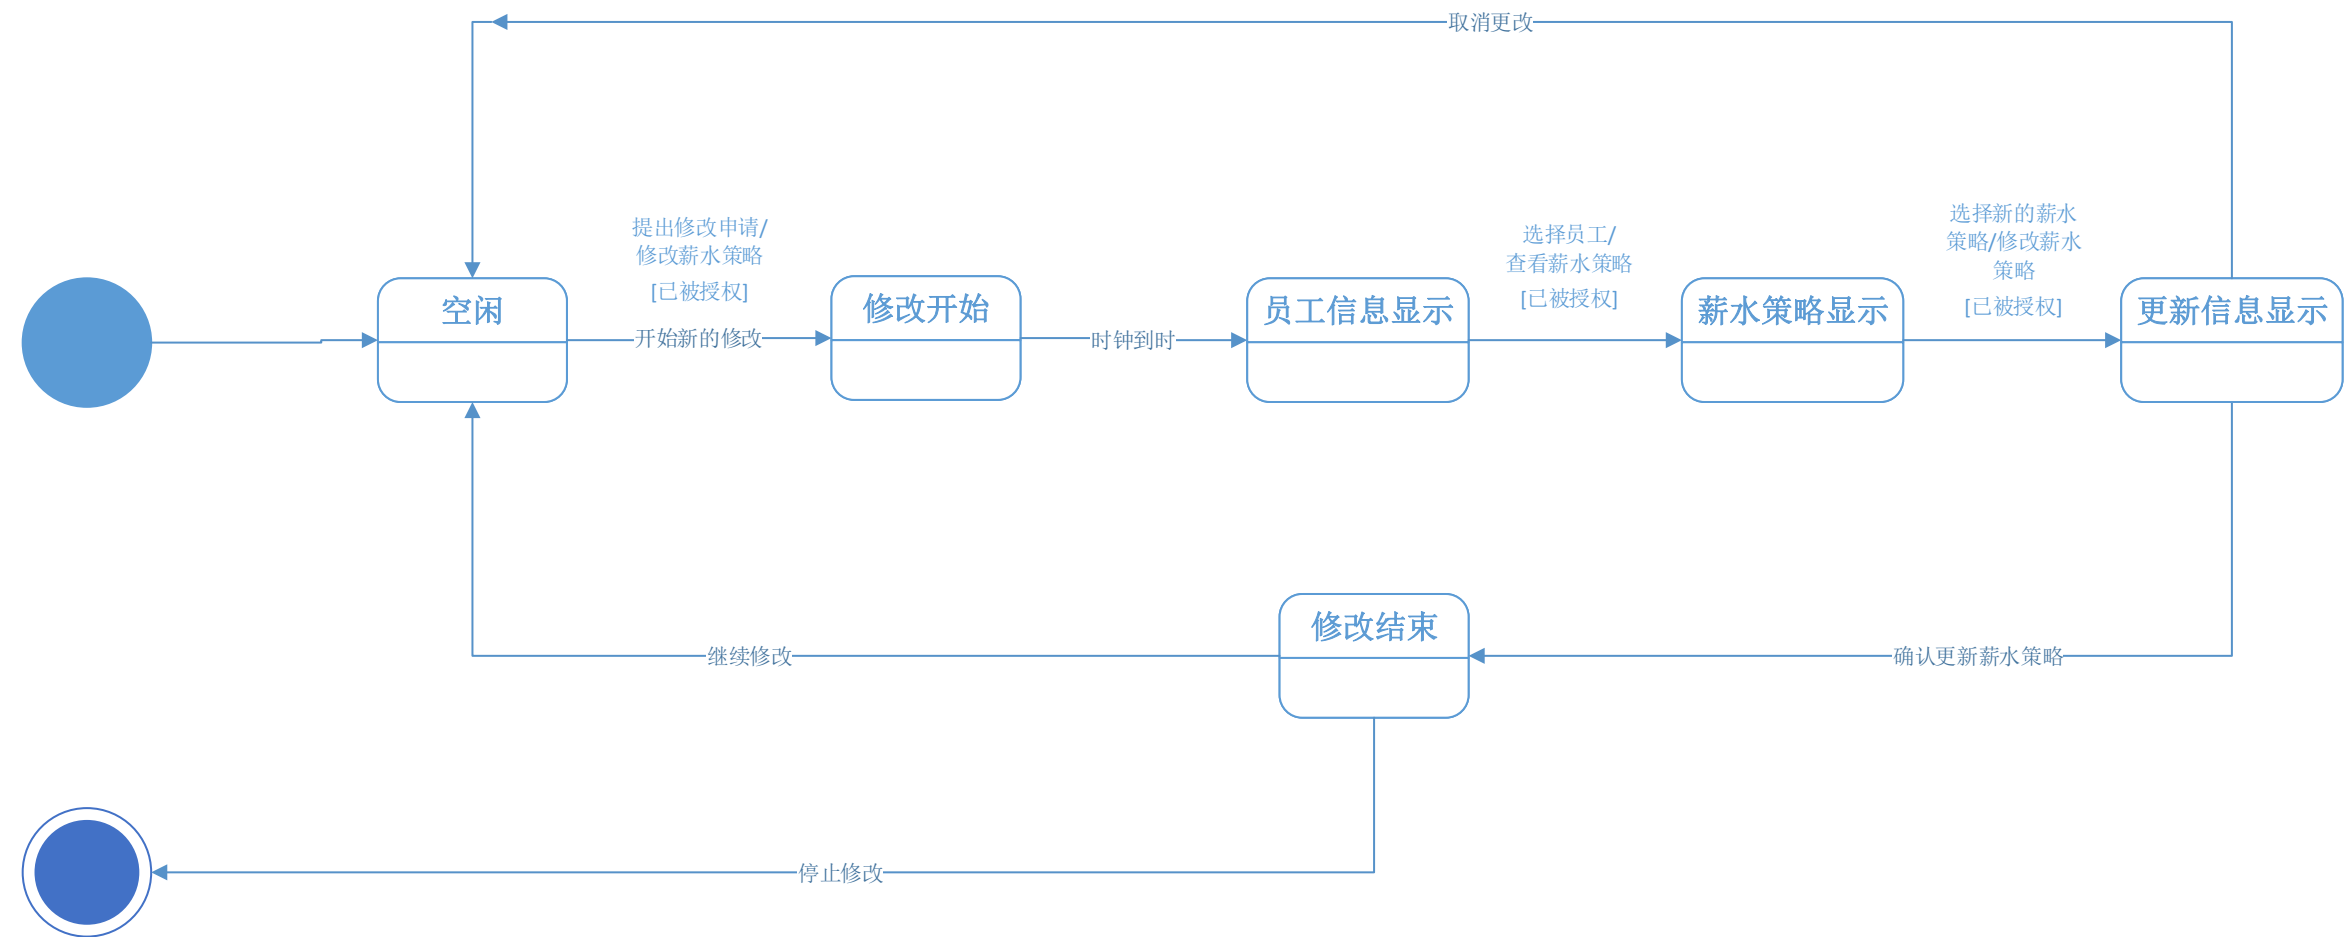 取消更改
提出修改申请/
修改薪水策略
[已被授权]
开始新的修改
选择员工/
查看薪水策略
[已被授权]
选择新的薪水
策略/修改薪水
策略
[已被授权]
空闲
修改开始
时钟到时
员工信息显示
薪水策略显示
更新信息显示
修改结束
继续修改
确认更新薪水策略
停止修改